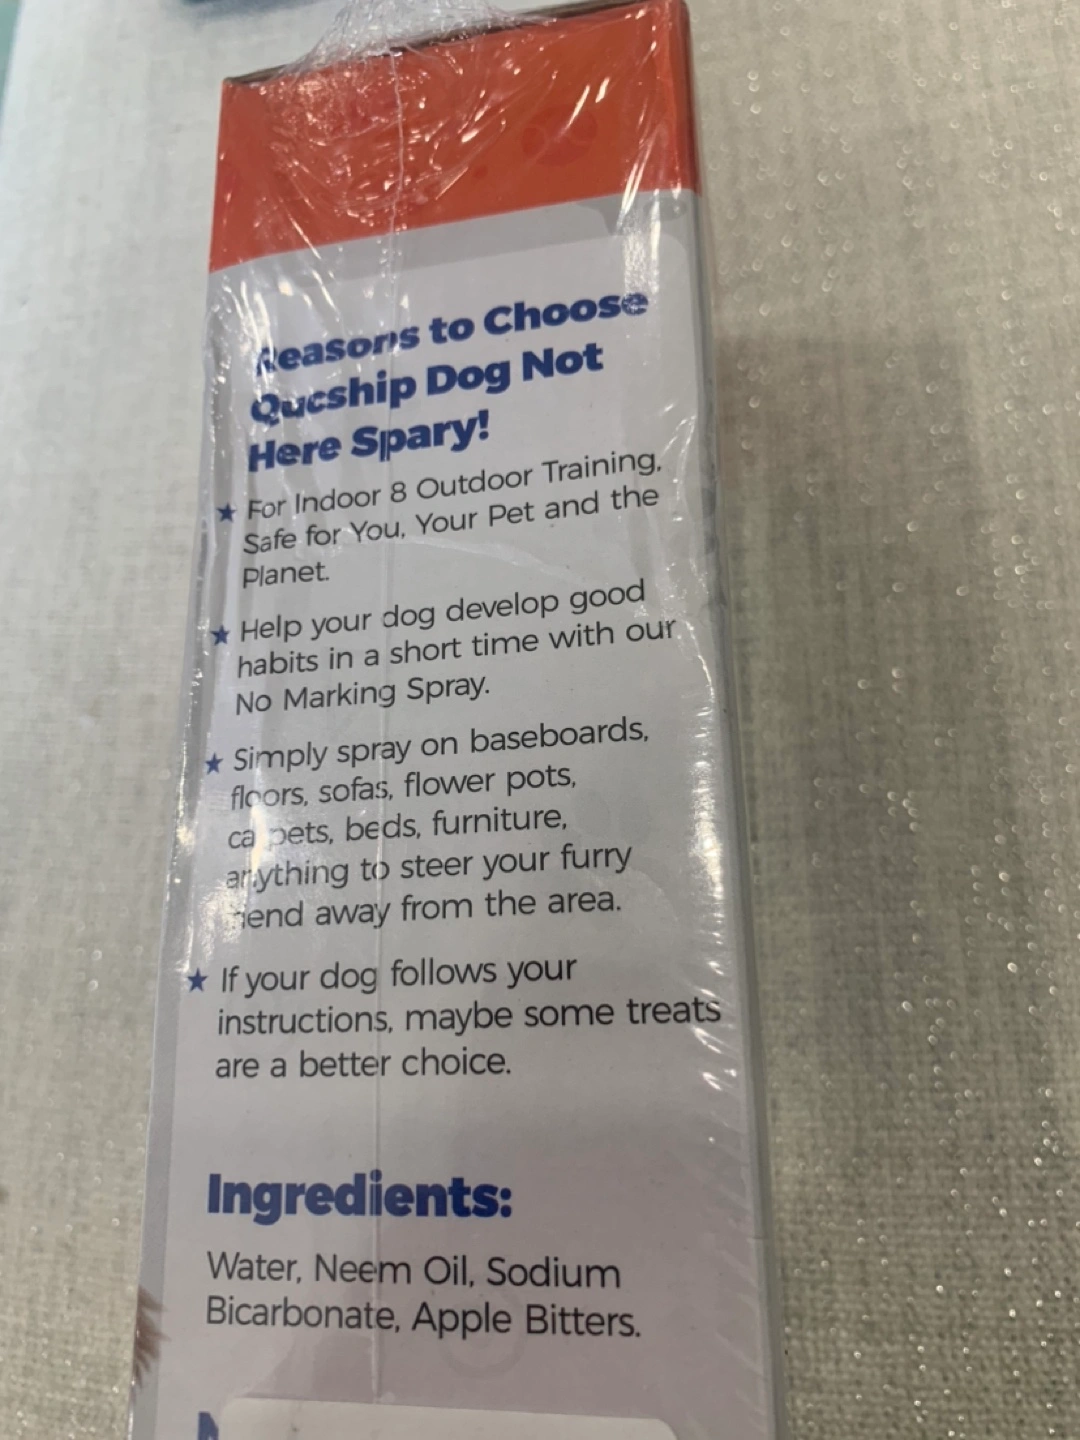 Reasons to Choose
Qucship Dog Not
Here Spary!
★ For Indoor 8 Outdoor Training,
Safe for You, Your Pet and the
Planet.
★ Help your dog develop good
habits in a short time with our
No Marking Spray.
★ Simply spray on baseboards,
floors, sofas, flower pots,
carpets, beds, furniture,
anything to steer your furry
friend away from the area.
★ If your dog follows your
instructions, maybe some treats
are a better choice.
Ingredients:
Water, Neem Oil, Sodium
Bicarbonate, Apple Bitters.